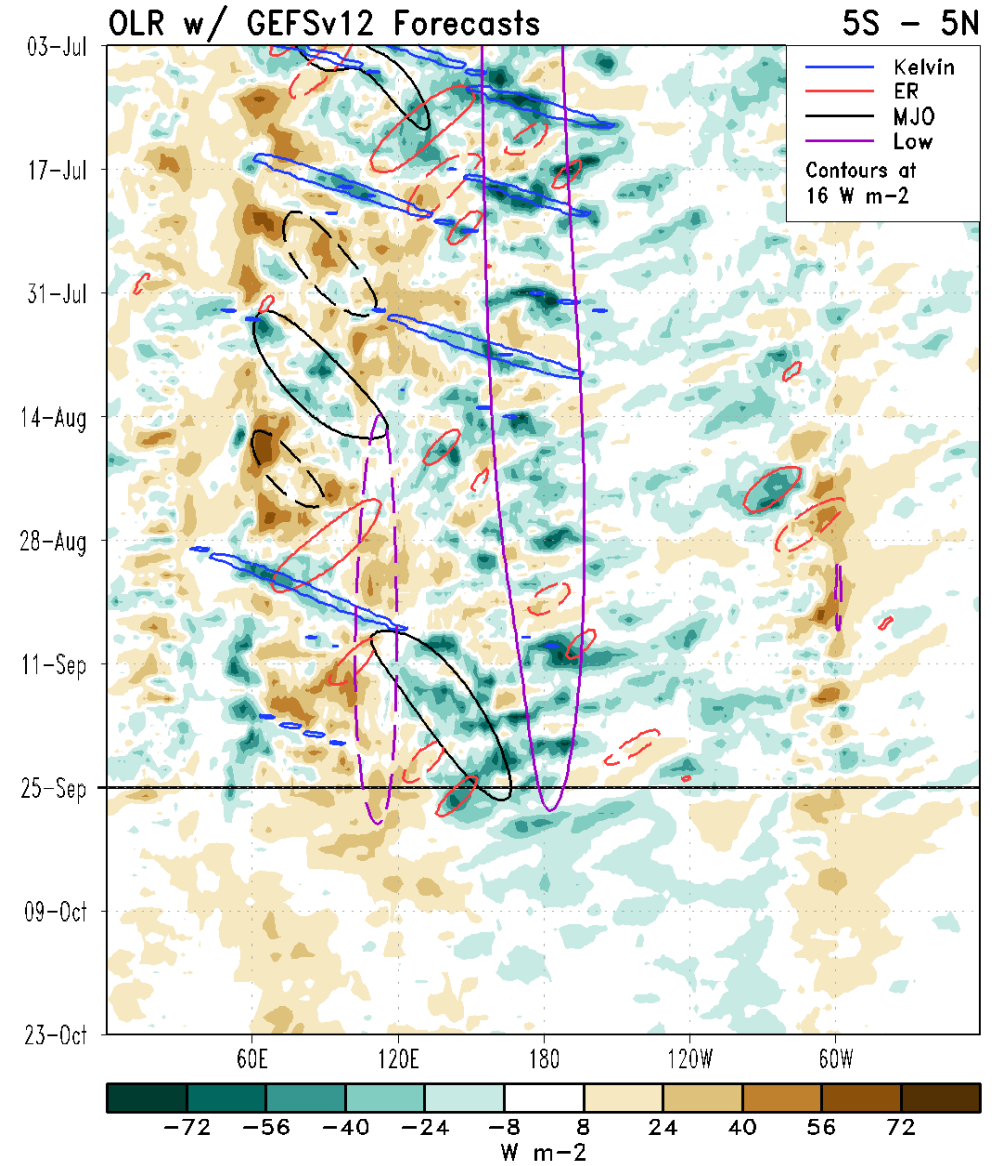 OLR w/ GEFSv12 Forecasts 5S - 5N
03-Jul
17-Jul
31-Jul
14-Aug
28-Aug
11-Sep
25-Sep
09-Oct
23-Oct
Kelvin
ER
MJO
Low
Contours at
16 W m-2
60E 120E 180 120W 60W
-72 -56 -40 -24 -8 8 24 40 56 72
W m-2